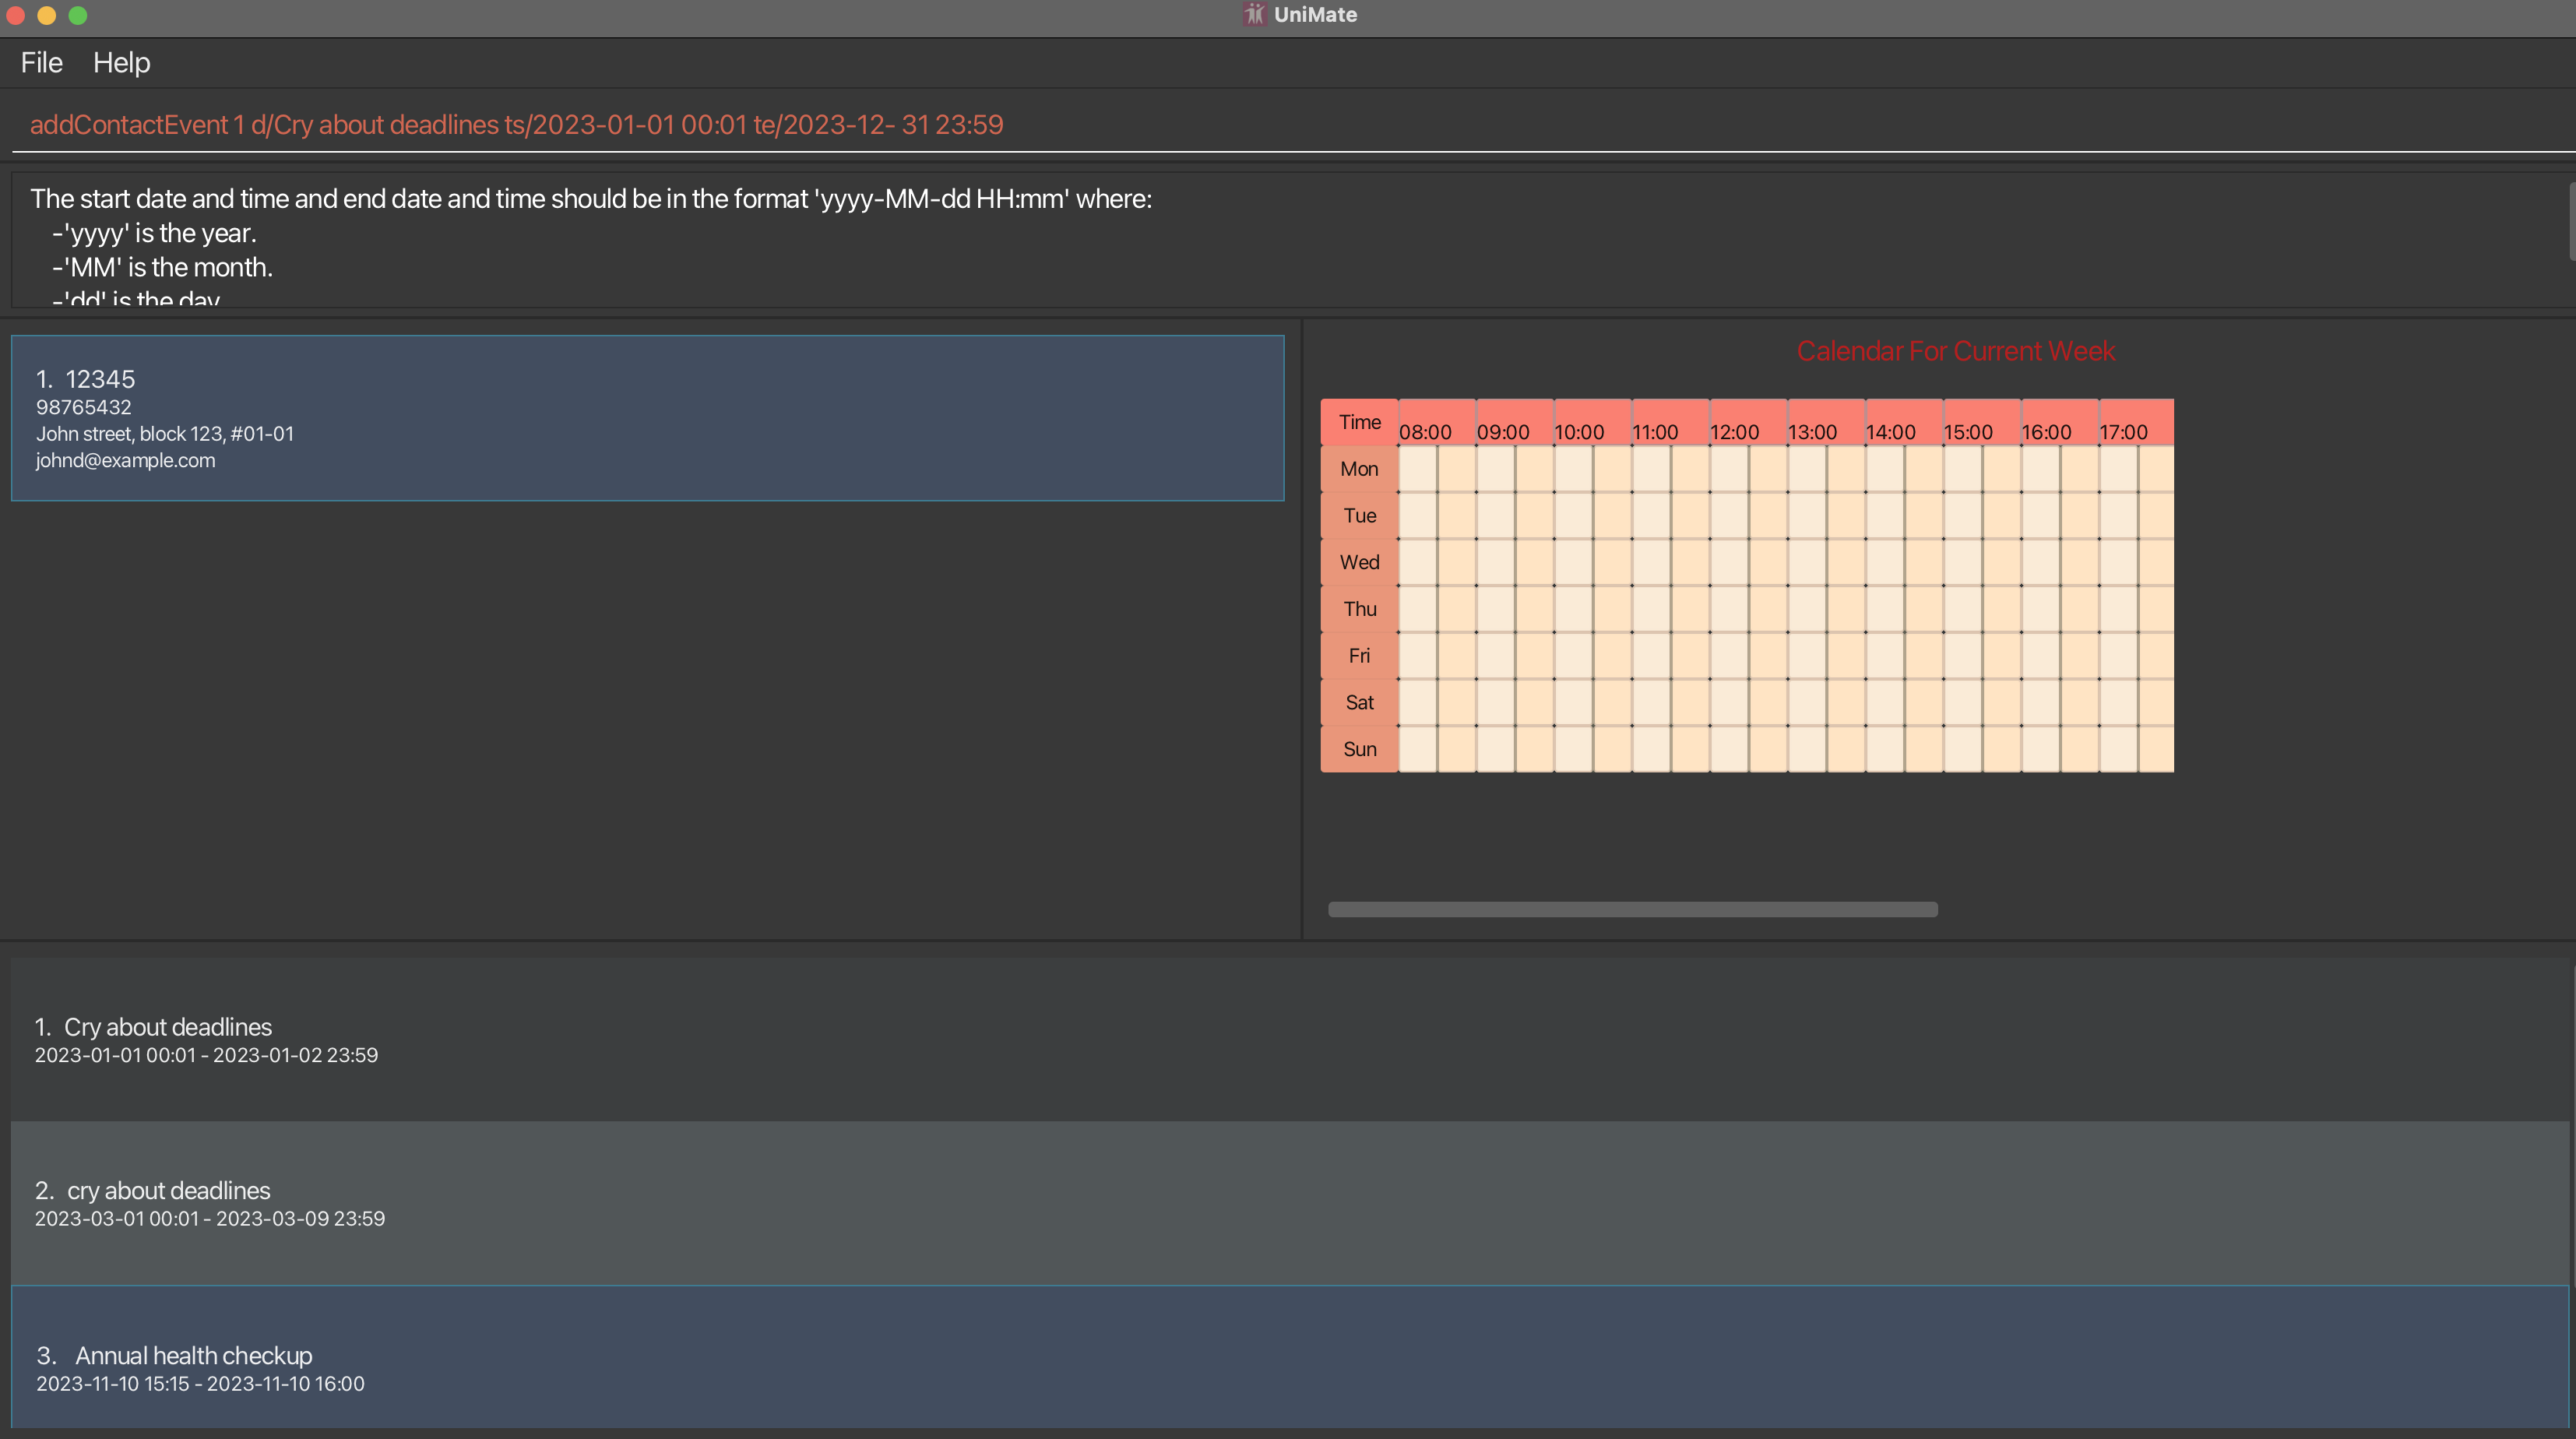 UniMate
File Help
addContactEvent 1 d/Cry about deadlines ts/2023-01-01 00:01 te/2023-12- 31 23:59
The start date and time and end date and time should be in the format 'yyyy-MM-dd HH:mm' where:
-'yyyy' is the year.
-'MM' is the month.
-'dd' is the day
1. 12345
98765432
John street, block 123, #01-01
johnd@example.com
Calendar For Current Week
Time 08:00 09:00 10:00 11:00 12:00 13:00 14:00 15:00 16:00 17:00
Mon
Tue
Wed
Thu
Fri
Sat
Sun
1. Cry about deadlines
2023-01-01 00:01 - 2023-01-02 23:59
2. cry about deadlines
2023-03-01 00:01 - 2023-03-09 23:59
3. Annual health checkup
2023-11-10 15:15 - 2023-11-10 16:00